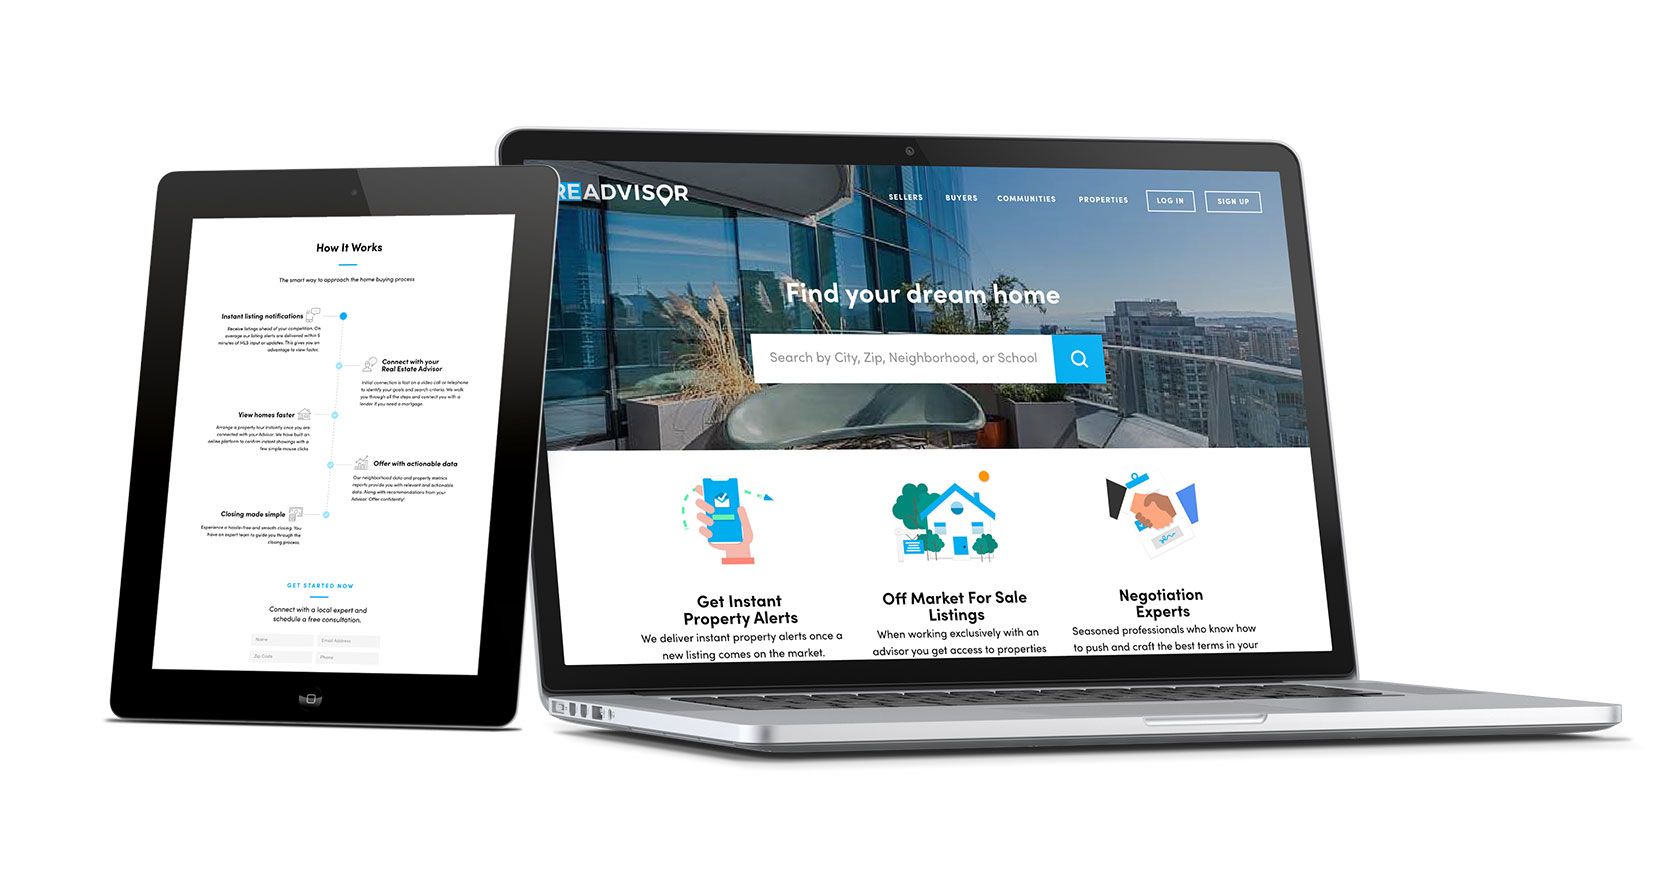 How It Works
The smart way to approach the home buying process
Instant listing notifications
Receive listings ahead of your competition. On
average our listing alerts are delivered within 5
minutes of MLS input or updates. This gives you an
advantage to view faster.
Connect with your
Real Estate Advisor
Initial connection is fast on a video call or telephone
to identify your goals and search criteria. We walk
you through all the steps and connect you with a
lender if you need a mortgage.
View homes faster
Arrange a property tour instantly once you are
connected with your Advisor. We have built an
online platform to confirm instant showings with a
few simple mouse clicks.
Offer with actionable data
Our neighborhood data and property metrics
reports provide you with relevant and actionable
data. Along with recommendations from your
Advisor. Offer confidently!
Closing made simple
Experience a hassle-free and smooth closing. You
have an expert team to guide you through the
closing process.
GET STARTED NOW
Connect with a local expert and
schedule a free consultation.
Name Email Address
Zip Code Phone
READVISOR
SELLERS BUYERS COMMUNITIES PROPERTIES LOG IN SIGN UP
Find your dream home
Search by City, Zip, Neighborhood, or School
Get Instant
Property Alerts
We deliver instant property alerts once a
new listing comes on the market.
Off Market For Sale
Listings
When working exclusively with an
advisor you get access to properties
Negotiation
Experts
Seasoned professionals who know how
to push and craft the best terms in your